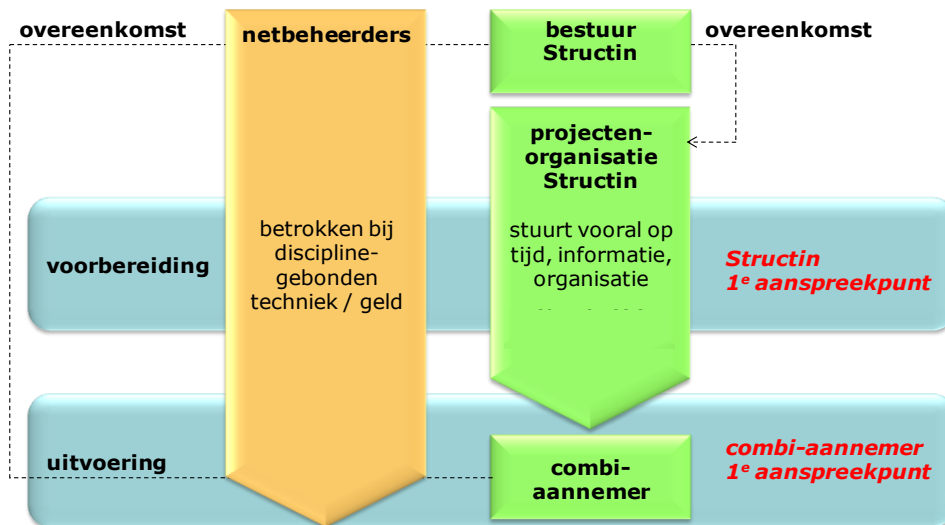 overeenkomst
netbeheerders
bestuur
Structin
overeenkomst
projecten-
organisatie
Structin
voorbereiding
betrokken bij
discipline-
gebonden
techniek / geld
stuurt vooral op
tijd, informatie,
organisatie
Structin
1e aanspreekpunt
uitvoering
combi-
aannemer
combi-aannemer
1e aanspreekpunt